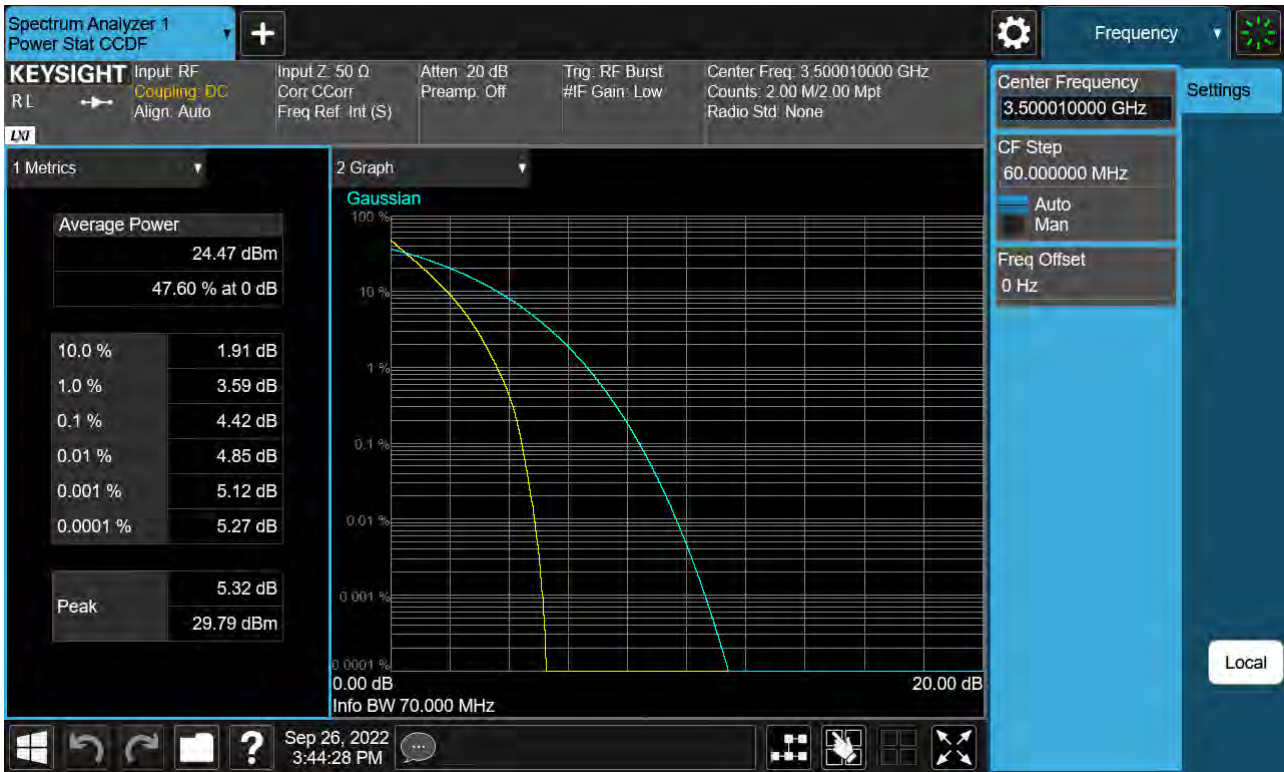 Spectrum Analyzer 1
Power Stat CCDF
Frequency
KEYSIGHT
RL
LXI
Input: RF
Coupling: DC
Align: Auto
Input Z: 50 Ω
Corr CCorr
Freq Ref: Int (S)
Atten: 20 dB
Preamp: Off
Trig: RF Burst
#IF Gain: Low
Center Freq: 3.500010000 GHz
Counts: 2.00 M/2.00 Mpt
Radio Std: None
Center Frequency
3.500010000 GHz
Settings
CF Step
60.000000 MHz
Auto
Man
Freq Offset
0 Hz
1 Metrics
Average Power
24.47 dBm
47.60 % at 0 dB
10.0 % 1.91 dB
1.0 % 3.59 dB
0.1 % 4.42 dB
0.01 % 4.85 dB
0.001 % 5.12 dB
0.0001 % 5.27 dB
Peak
5.32 dB
29.79 dBm
2 Graph
Gaussian
100 %
10 %
1 %
0.1 %
0.01 %
0.001 %
0.0001 %
0.00 dB 20.00 dB
Info BW 70.000 MHz
Local
?
Sep 26, 2022
3:44:28 PM